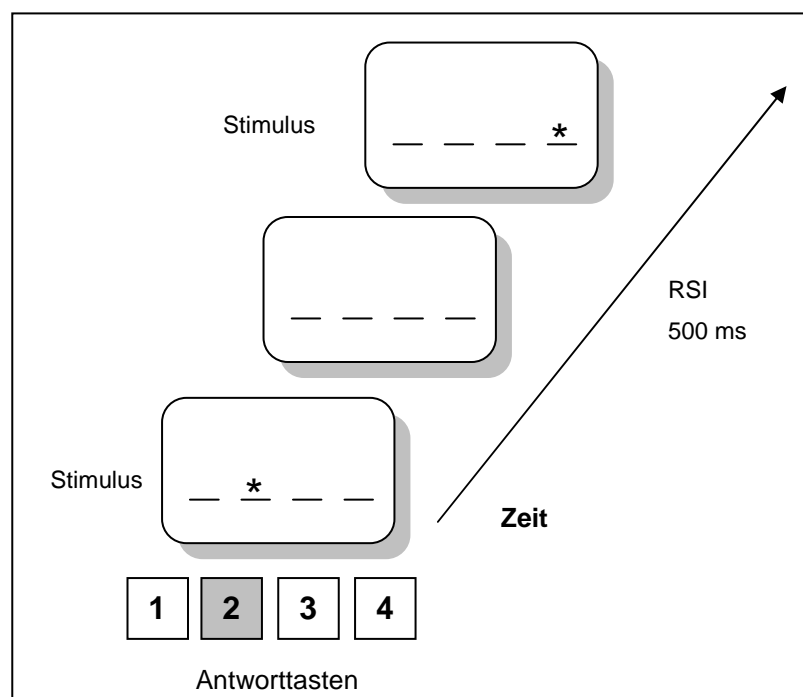 Stimulus
*
_ _ _ _
RSI
500 ms
_ _ _ _
Stimulus
*
_ _ _ _
Zeit
1 2 3 4
Antworttasten